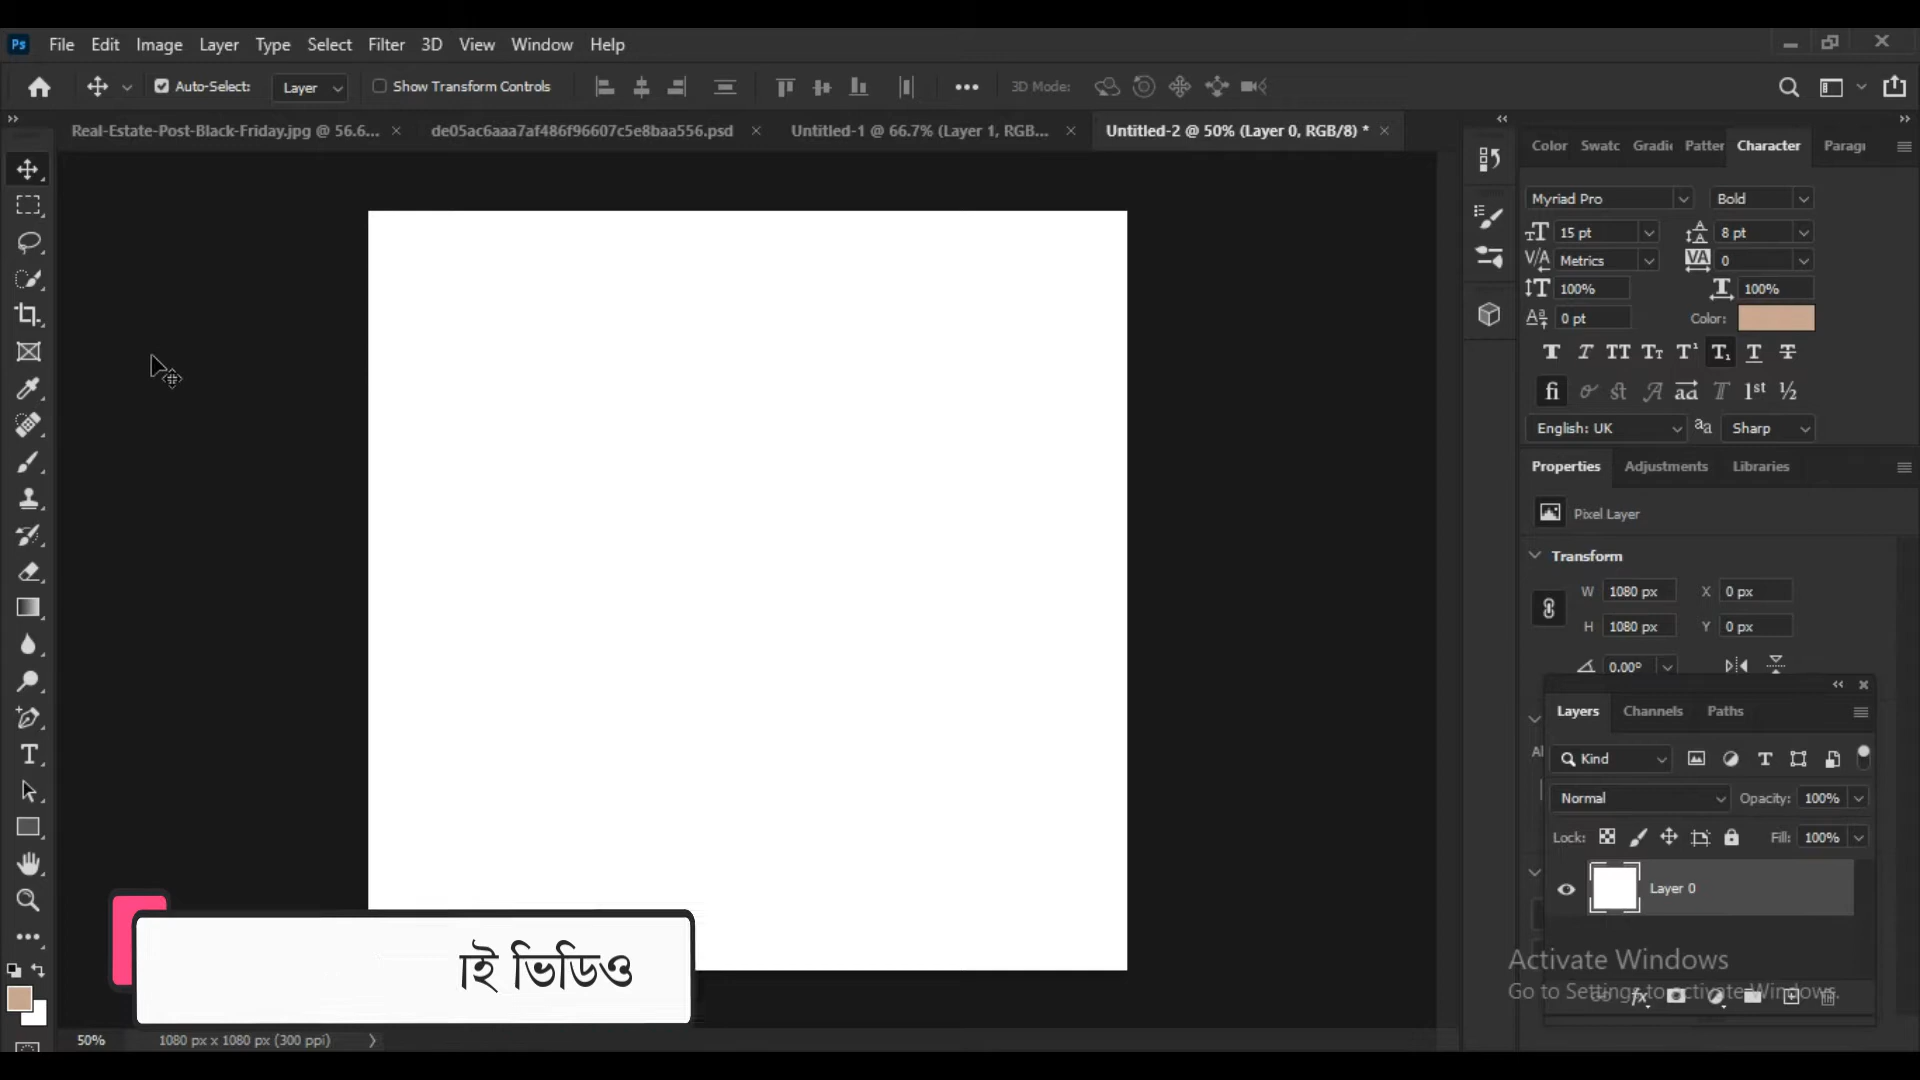 Ps File Edit Image Layer Type Select Filter 3D View Window Help
Auto-Select: Layer Show Transform Controls 3D Mode:
Real-Estate-Post-Black-Friday.jpg @ 56.6... de05ac6aaa7af486f96607c5e8baa556.psd Untitled-1 @ 66.7% (Layer 1, RGB... Untitled-2 @ 50% (Layer 0, RGB/8) *
Color Swatc Gradi Patter Character Paragr
Myriad Pro Bold
15 pt 8 pt
Metrics 0
100% 100%
0 pt Color:
English: UK Sharp
Properties Adjustments Libraries
Pixel Layer
Transform
W 1080 px X 0 px
H 1080 px Y 0 px
0.00°
Layers Channels Paths
Kind
Normal Opacity: 100%
Lock: Fill: 100%
Layer 0
Activate Windows
Go to Settings to activate Windows.
াই ভিডিও
50% 1080 px x 1080 px (300 ppi)